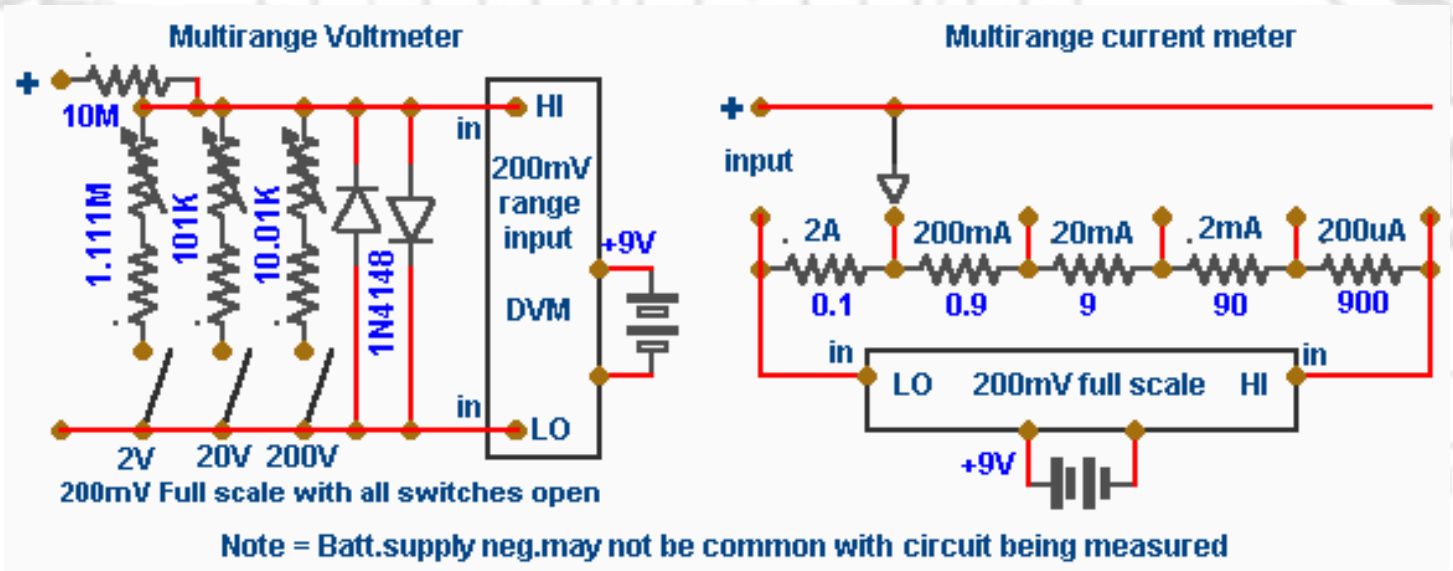 Multirange Voltmeter
+
10M
1.111M
101K
10.01K
1N4148
in
HI
200mV
range
input
DVM
+9V
in
LO
2V 20V 200V
200mV Full scale with all switches open
Multirange current meter
+
input
2A 200mA 20mA .2mA 200uA
0.1 0.9 9 90 900
in in
LO 200mV full scale HI
+9V
Note = Batt.supply neg.may not be common with circuit being measured